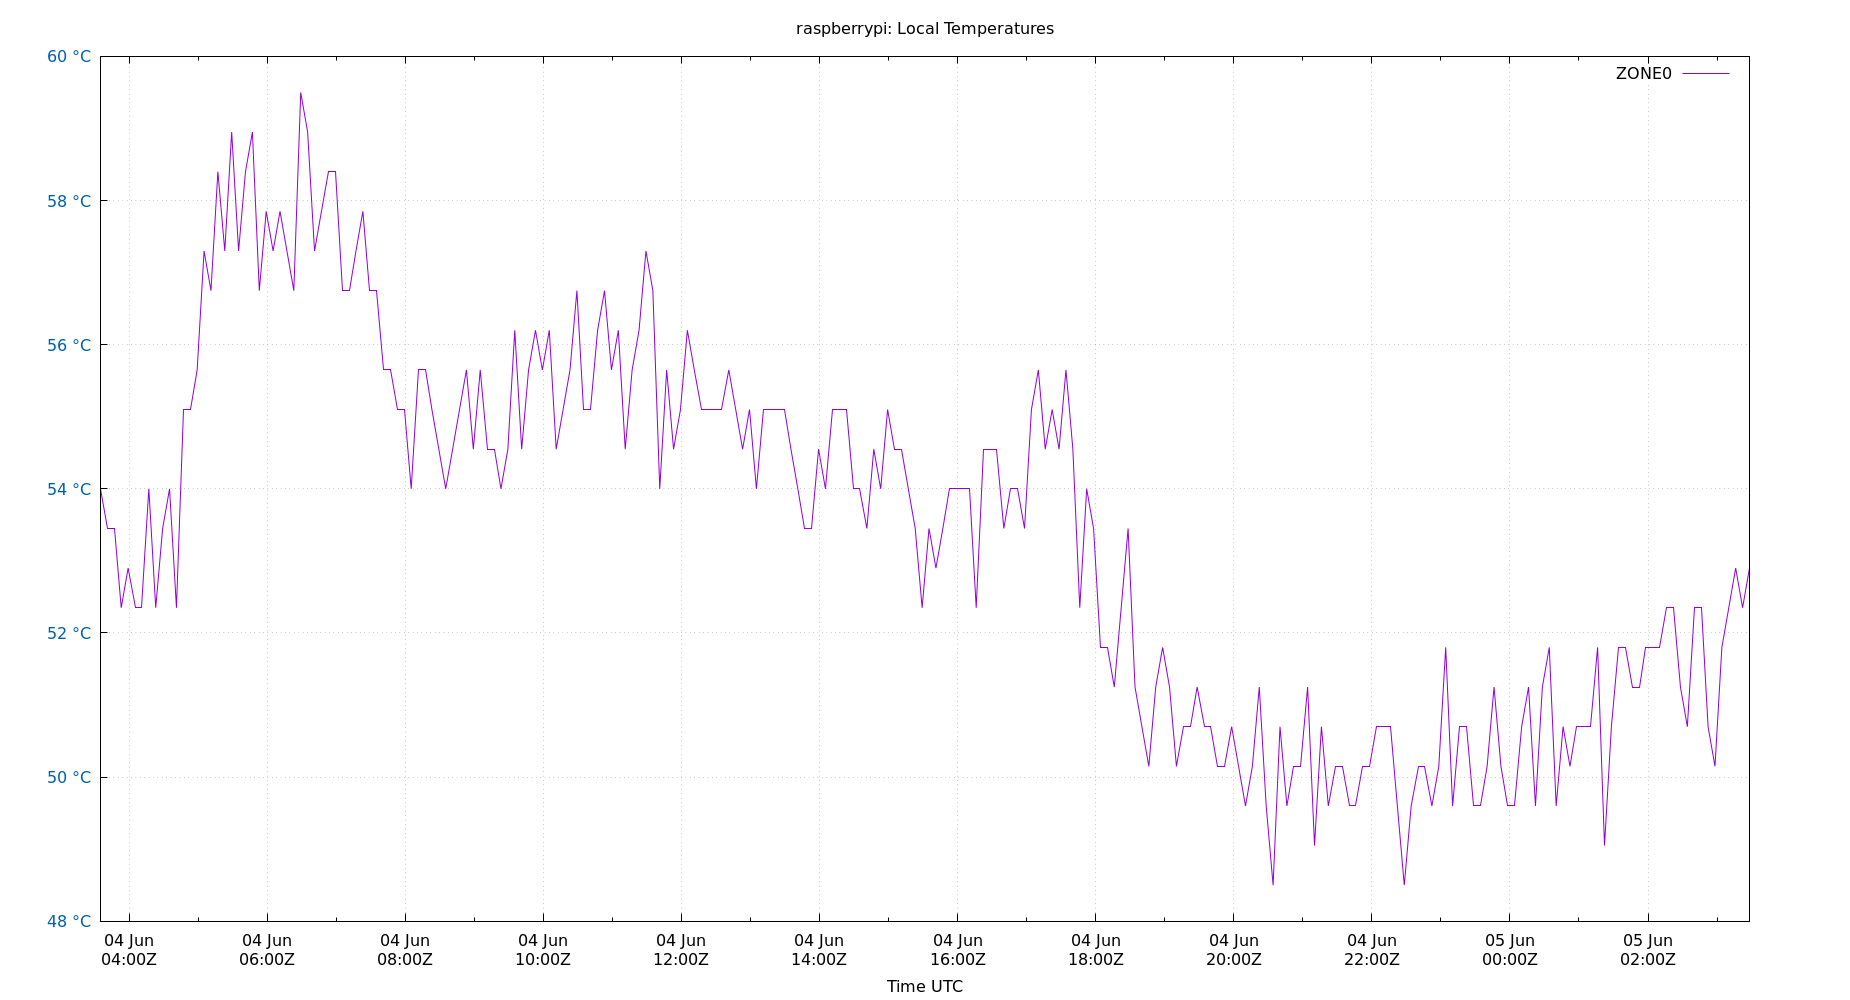 raspberrypi: Local Temperatures
60 °C
58 °C
56 °C
54 °C
52 °C
50 °C
48 °C
ZONE0
04 Jun 04 Jun 04 Jun 04 Jun 04 Jun 04 Jun 04 Jun 04 Jun 04 Jun 04 Jun 05 Jun 05 Jun
04:00Z 06:00Z 08:00Z 10:00Z 12:00Z 14:00Z 16:00Z 18:00Z 20:00Z 22:00Z 00:00Z 02:00Z
Time UTC